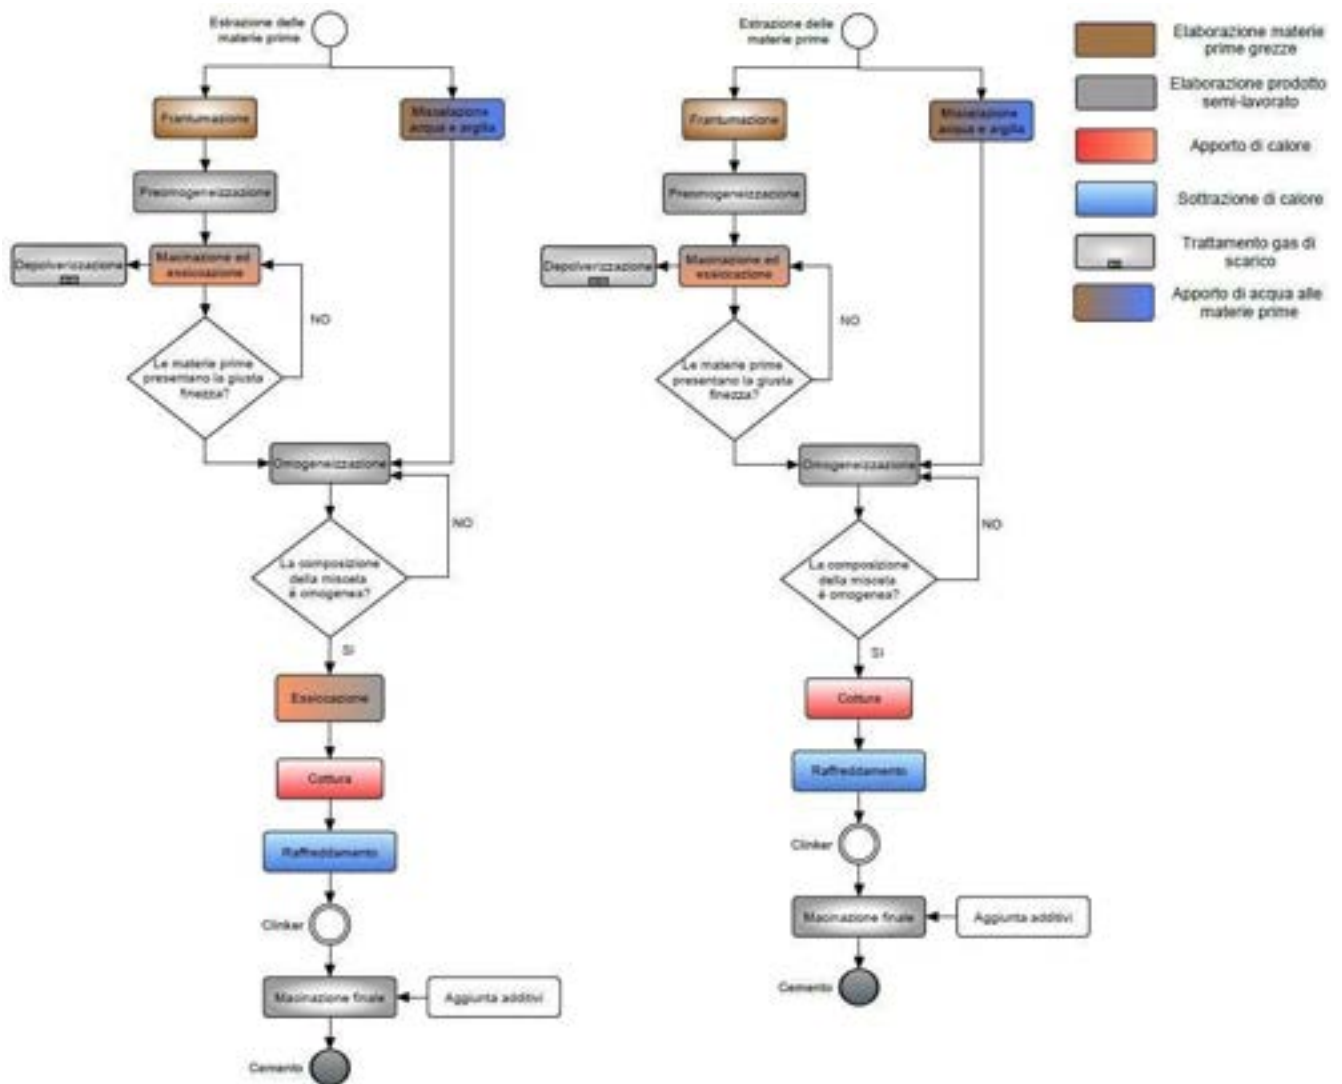 Estrazione delle
materie prime
Frantumazione
Miscelazione
acqua e argilla
Preomogeneizzazione
Depolverizzazione
Macinazione ed
essiccazione
NO
Le materie prime
presentano la giusta
finezza?
Omogeneizzazione
NO
La composizione
della miscela
è omogenea?
SI
Essiccazione
Cottura
Raffreddamento
Clinker
Macinazione finale
Aggiunta additivi
Cemento
Estrazione delle
materie prime
Frantumazione
Miscelazione
acqua e argilla
Preomogeneizzazione
Depolverizzazione
Macinazione ed
essiccazione
NO
Le materie prime
presentano la giusta
finezza?
Omogeneizzazione
NO
La composizione
della miscela
è omogenea?
SI
Cottura
Raffreddamento
Clinker
Macinazione finale
Aggiunta additivi
Cemento
Elaborazione materie
prime grezze
Elaborazione prodotto
semi-lavorato
Apporto di calore
Sottrazione di calore
Trattamento gas di
scarico
Apporto di acqua alle
materie prime